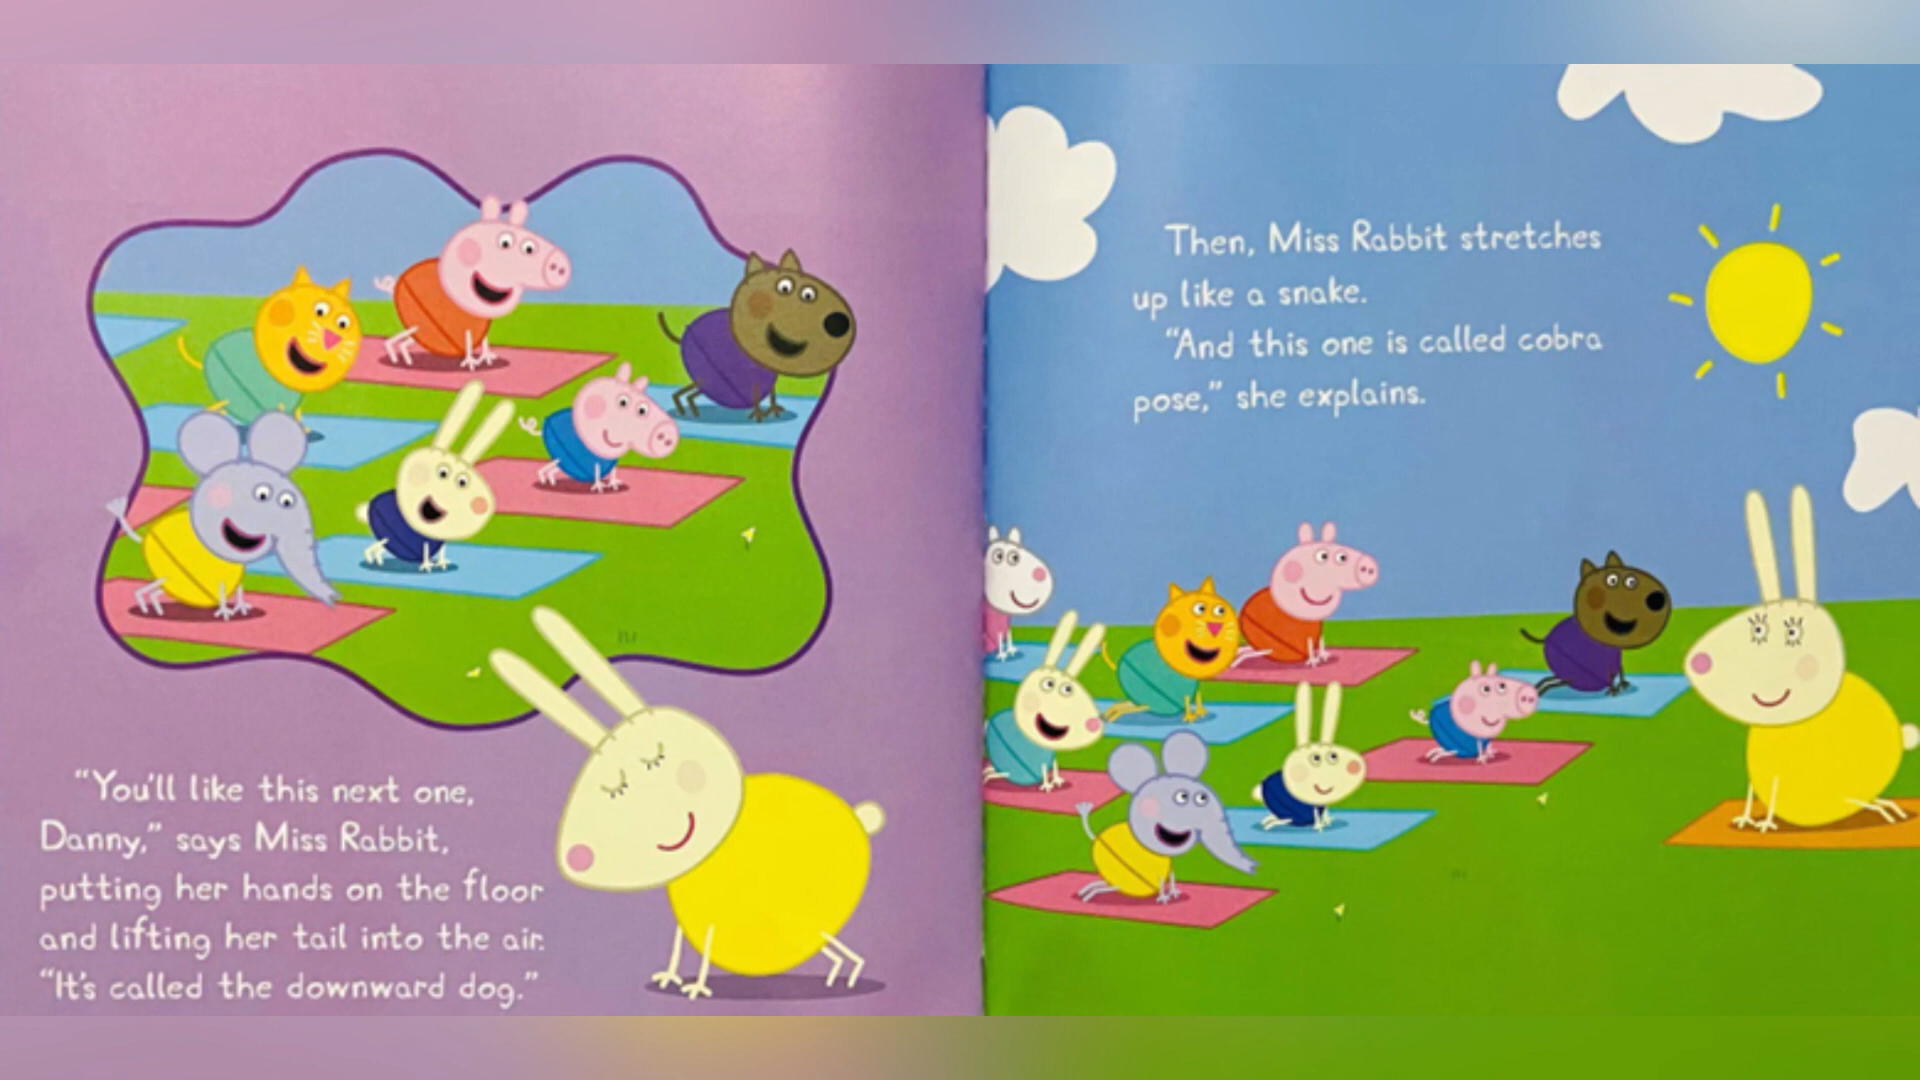 “You’ll like this next one,
Danny,” says Miss Rabbit,
putting her hands on the floor
and lifting her tail into the air.
“It’s called the downward dog.”
Then, Miss Rabbit stretches
up like a snake.
“And this one is called cobra
pose,” she explains.